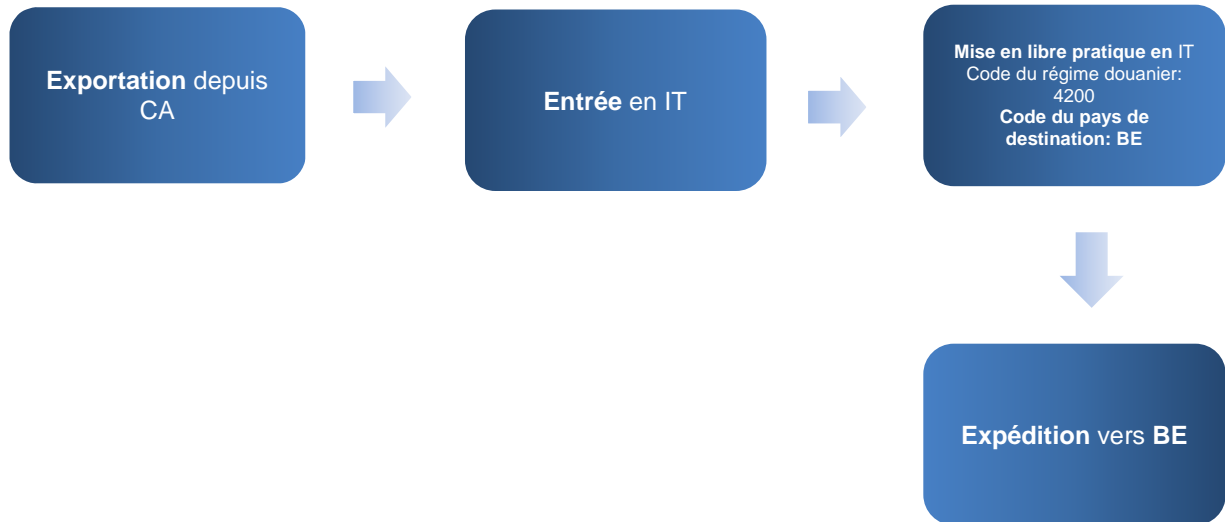 Exportation depuis
CA
Entrée en IT
Mise en libre pratique en IT
Code du régime douanier:
4200
Code du pays de
destination: BE
Expédition vers BE